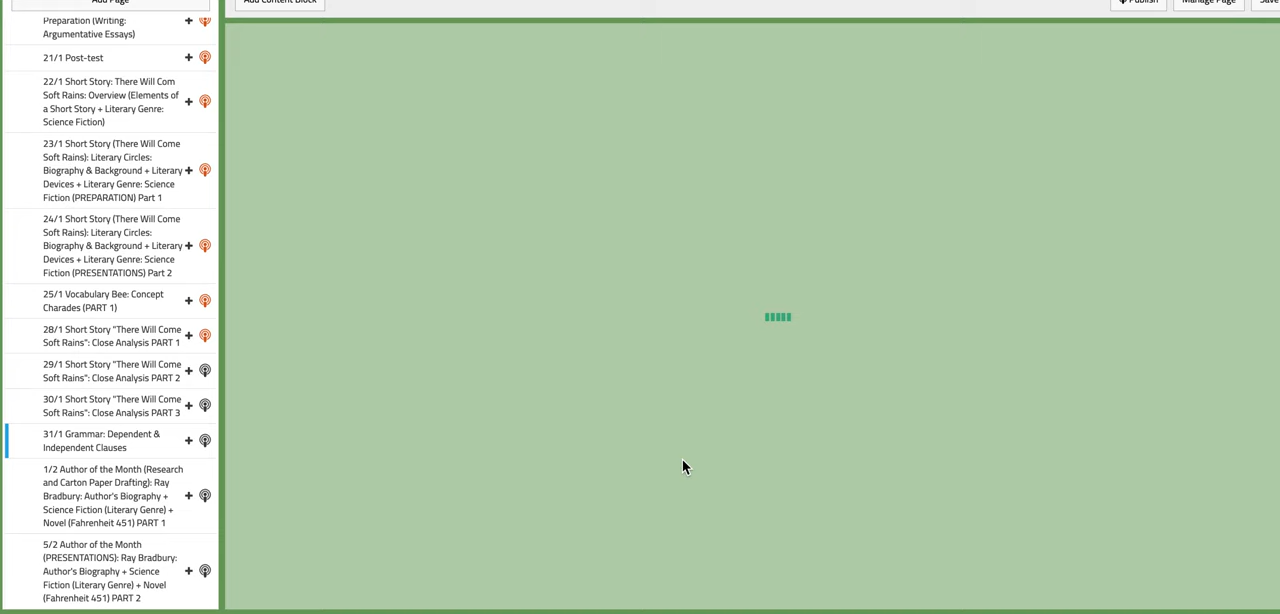 Add Page
Add Content Block
Publish
Manage Page
Save
Preparation (Writing:
Argumentative Essays)
21/1 Post-test
22/1 Short Story: There Will Com
Soft Rains: Overview (Elements of
a Short Story + Literary Genre:
Science Fiction)
23/1 Short Story (There Will Come
Soft Rains): Literary Circles:
Biography & Background + Literary
Devices + Literary Genre: Science
Fiction (PREPARATION) Part 1
24/1 Short Story (There Will Come
Soft Rains): Literary Circles:
Biography & Background + Literary
Devices + Literary Genre: Science
Fiction (PRESENTATIONS) Part 2
25/1 Vocabulary Bee: Concept
Charades (PART 1)
28/1 Short Story "There Will Come
Soft Rains": Close Analysis PART 1
29/1 Short Story "There Will Come
Soft Rains": Close Analysis PART 2
30/1 Short Story "There Will Come
Soft Rains": Close Analysis PART 3
31/1 Grammar: Dependent &
Independent Clauses
1/2 Author of the Month (Research
and Carton Paper Drafting): Ray
Bradbury: Author's Biography +
Science Fiction (Literary Genre) +
Novel (Fahrenheit 451) PART 1
5/2 Author of the Month
(PRESENTATIONS): Ray Bradbury:
Author's Biography + Science
Fiction (Literary Genre) + Novel
(Fahrenheit 451) PART 2